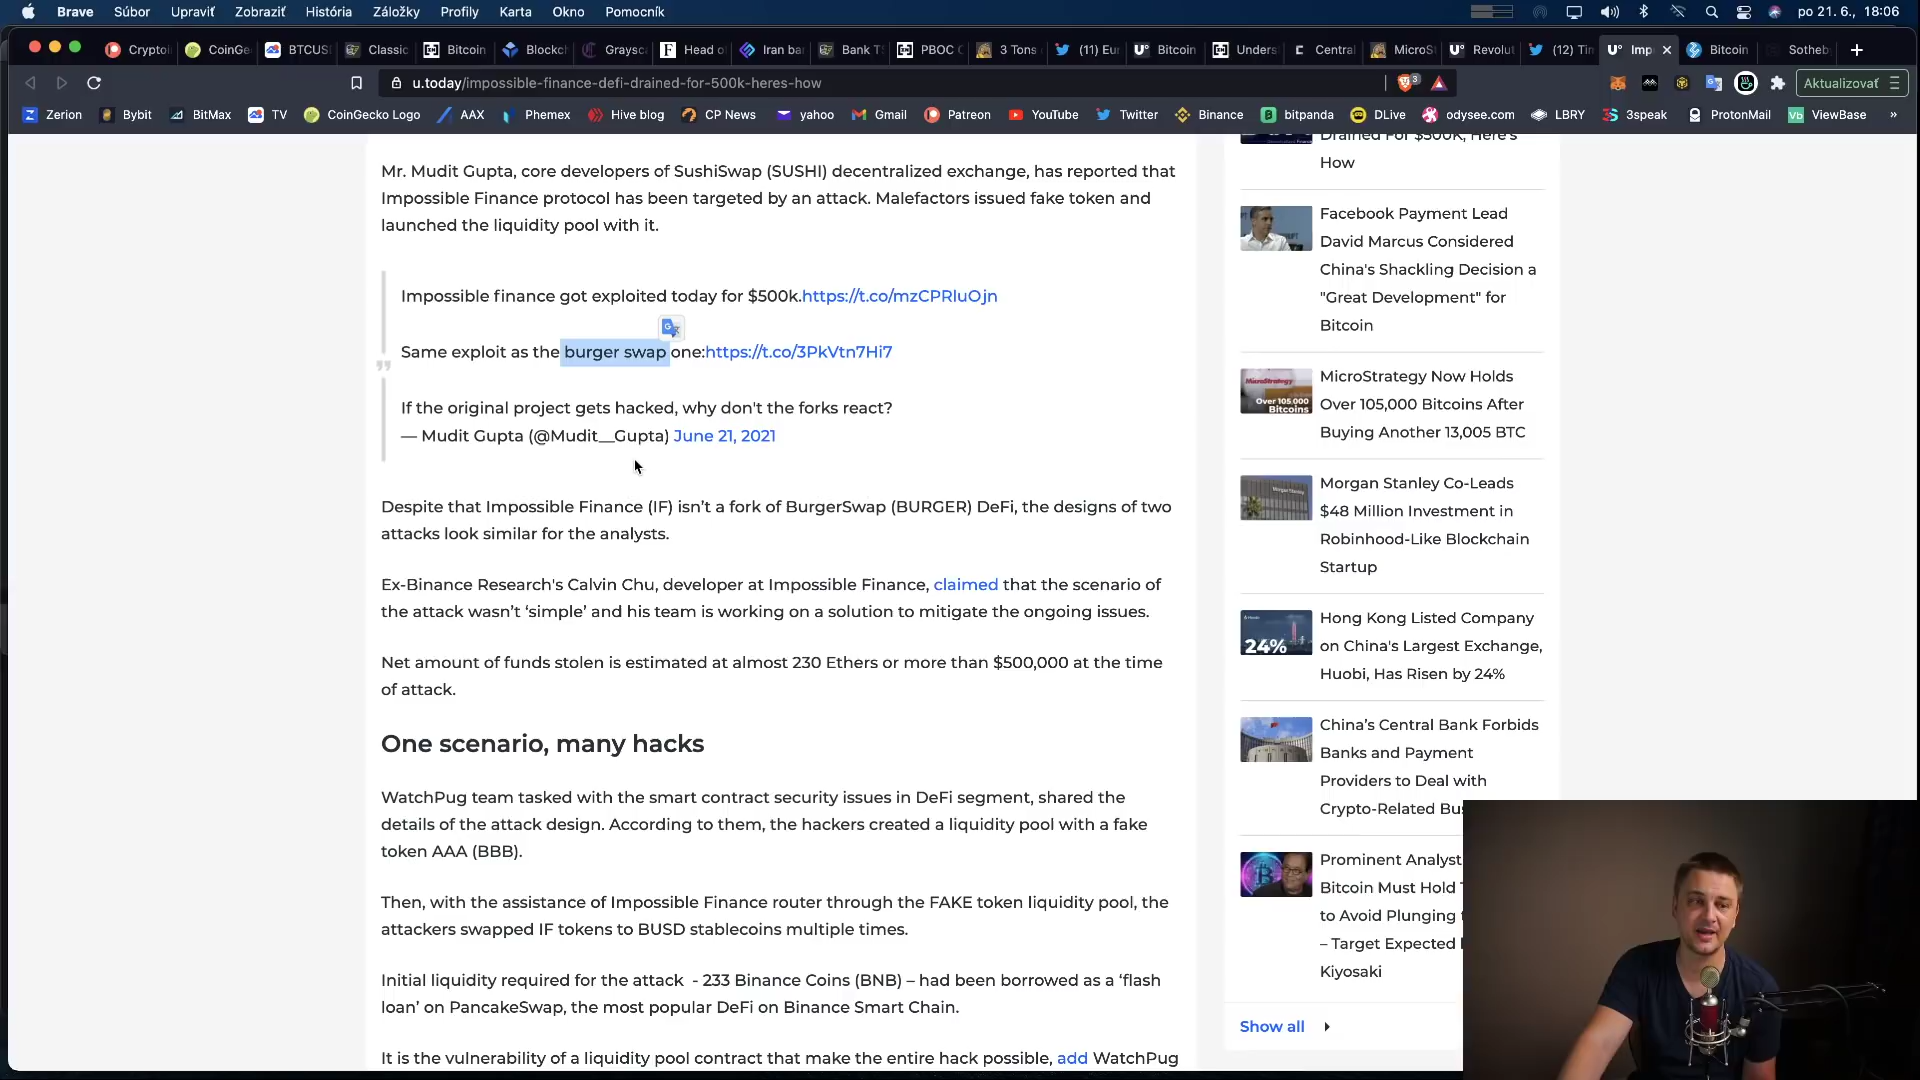 Brave Súbor Upraviť Zobraziť História Záložky Profily Karta Okno Pomocník po 21. 6., 18:06
Crypto CoinGe BTCUS Classic Bitcoin Blockch Graysca Head o Iran ba Bank T PBOC C 3 Tons (11) Eur Bitcoin Unders Central MicroSt Revolut (12) Tim Imp Bitcoin Sotheb
u.today/impossible-finance-defi-drained-for-500k-heres-how 3 Aktualizovať
Zerion Bybit BitMax TV CoinGecko Logo AAX Phemex Hive blog CP News yahoo Gmail Patreon YouTube Twitter Binance bitpanda DLive odysee.com LBRY 3speak ProtonMail ViewBase »
Mr. Mudit Gupta, core developers of SushiSwap (SUSHI) decentralized exchange, has reported that
Impossible Finance protocol has been targeted by an attack. Malefactors issued fake token and
launched the liquidity pool with it.
Impossible finance got exploited today for $500k.https://t.co/mzCPRluOjn
Same exploit as the burger swap one:https://t.co/3PkVtn7Hi7
If the original project gets hacked, why don't the forks react?
— Mudit Gupta (@Mudit__Gupta) June 21, 2021
Despite that Impossible Finance (IF) isn’t a fork of BurgerSwap (BURGER) DeFi, the designs of two
attacks look similar for the analysts.
Ex-Binance Research's Calvin Chu, developer at Impossible Finance, claimed that the scenario of
the attack wasn’t ‘simple’ and his team is working on a solution to mitigate the ongoing issues.
Net amount of funds stolen is estimated at almost 230 Ethers or more than $500,000 at the time
of attack.
One scenario, many hacks
WatchPug team tasked with the smart contract security issues in DeFi segment, shared the
details of the attack design. According to them, the hackers created a liquidity pool with a fake
token AAA (BBB).
Then, with the assistance of Impossible Finance router through the FAKE token liquidity pool, the
attackers swapped IF tokens to BUSD stablecoins multiple times.
Initial liquidity required for the attack - 233 Binance Coins (BNB) – had been borrowed as a ‘flash
loan’ on PancakeSwap, the most popular DeFi on Binance Smart Chain.
It is the vulnerability of a liquidity pool contract that make the entire hack possible, add WatchPug
Drained For $500K, Here's
How
Facebook Payment Lead
David Marcus Considered
China's Shackling Decision a
"Great Development" for
Bitcoin
MicroStrategy
Over 105,000
Bitcoins
MicroStrategy Now Holds
Over 105,000 Bitcoins After
Buying Another 13,005 BTC
Morgan Stanley Co-Leads
$48 Million Investment in
Robinhood-Like Blockchain
Startup
24%
Hong Kong Listed Company
on China's Largest Exchange,
Huobi, Has Risen by 24%
China’s Central Bank Forbids
Banks and Payment
Providers to Deal with
Crypto-Related Bu
Prominent Analyst
Bitcoin Must Hold
to Avoid Plunging
– Target Expected
Kiyosaki
Show all